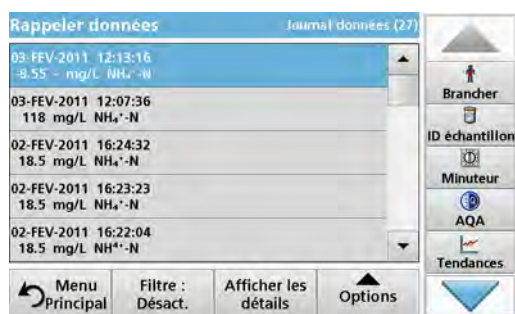 Rappeler données
Journal données (27)
03-FEV-2011 12:13:16
-8.55 - mg/L NH₄⁺-N
03-FEV-2011 12:07:36
118 mg/L NH₄⁺-N
02-FEV-2011 16:24:32
18.5 mg/L NH₄⁺-N
02-FEV-2011 16:23:23
18.5 mg/L NH₄⁺-N
02-FEV-2011 16:22:04
18.5 mg/L NH⁴⁺-N
Brancher
ID échantillon
Minuteur
AQA
Tendances
Menu
Principal
Filtre :
Désact.
Afficher les
détails
Options